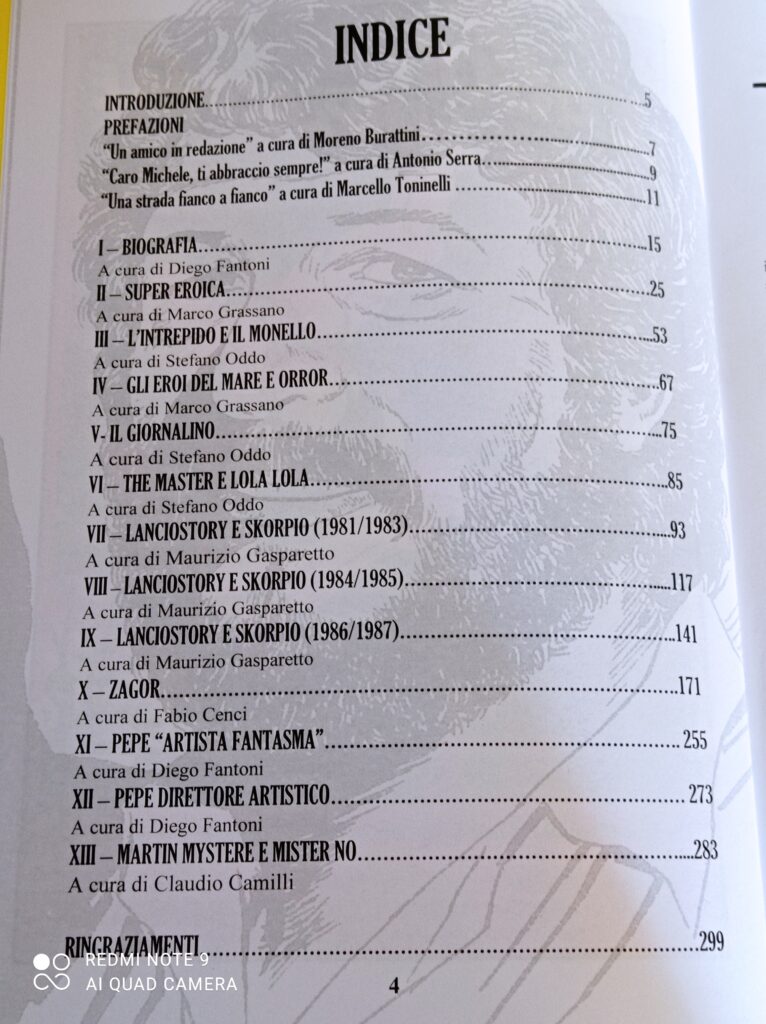 INDICE
INTRODUZIONE..........5
PREFAZIONI
“Un amico in redazione” a cura di Moreno Burattini..........7
“Caro Michele, ti abbraccio sempre!” a cura di Antonio Serra..........9
“Una strada fianco a fianco” a cura di Marcello Toninelli..........11
I – BIOGRAFIA..........15
A cura di Diego Fantoni
II – SUPER EROICA..........25
A cura di Marco Grassano
III – L'INTREPIDO E IL MONELLO..........53
A cura di Stefano Oddo
IV – GLI EROI DEL MARE E ORROR..........67
A cura di Marco Grassano
V- IL GIORNALINO..........75
A cura di Stefano Oddo
VI – THE MASTER E LOLA LOLA..........85
A cura di Stefano Oddo
VII – LANCIOSTORY E SKORPIO (1981/1983)..........93
A cura di Maurizio Gasparetto
VIII – LANCIOSTORY E SKORPIO (1984/1985)..........117
A cura di Maurizio Gasparetto
IX – LANCIOSTORY E SKORPIO (1986/1987)..........141
A cura di Maurizio Gasparetto
X – ZAGOR..........171
A cura di Fabio Cenci
XI – PEPE “ARTISTA FANTASMA”..........255
A cura di Diego Fantoni
XII – PEPE DIRETTORE ARTISTICO..........273
A cura di Diego Fantoni
XIII – MARTIN MYSTERE E MISTER NO..........283
A cura di Claudio Camilli
RINGRAZIAMENTI..........299
REDMI NOTE 9
AI QUAD CAMERA
4